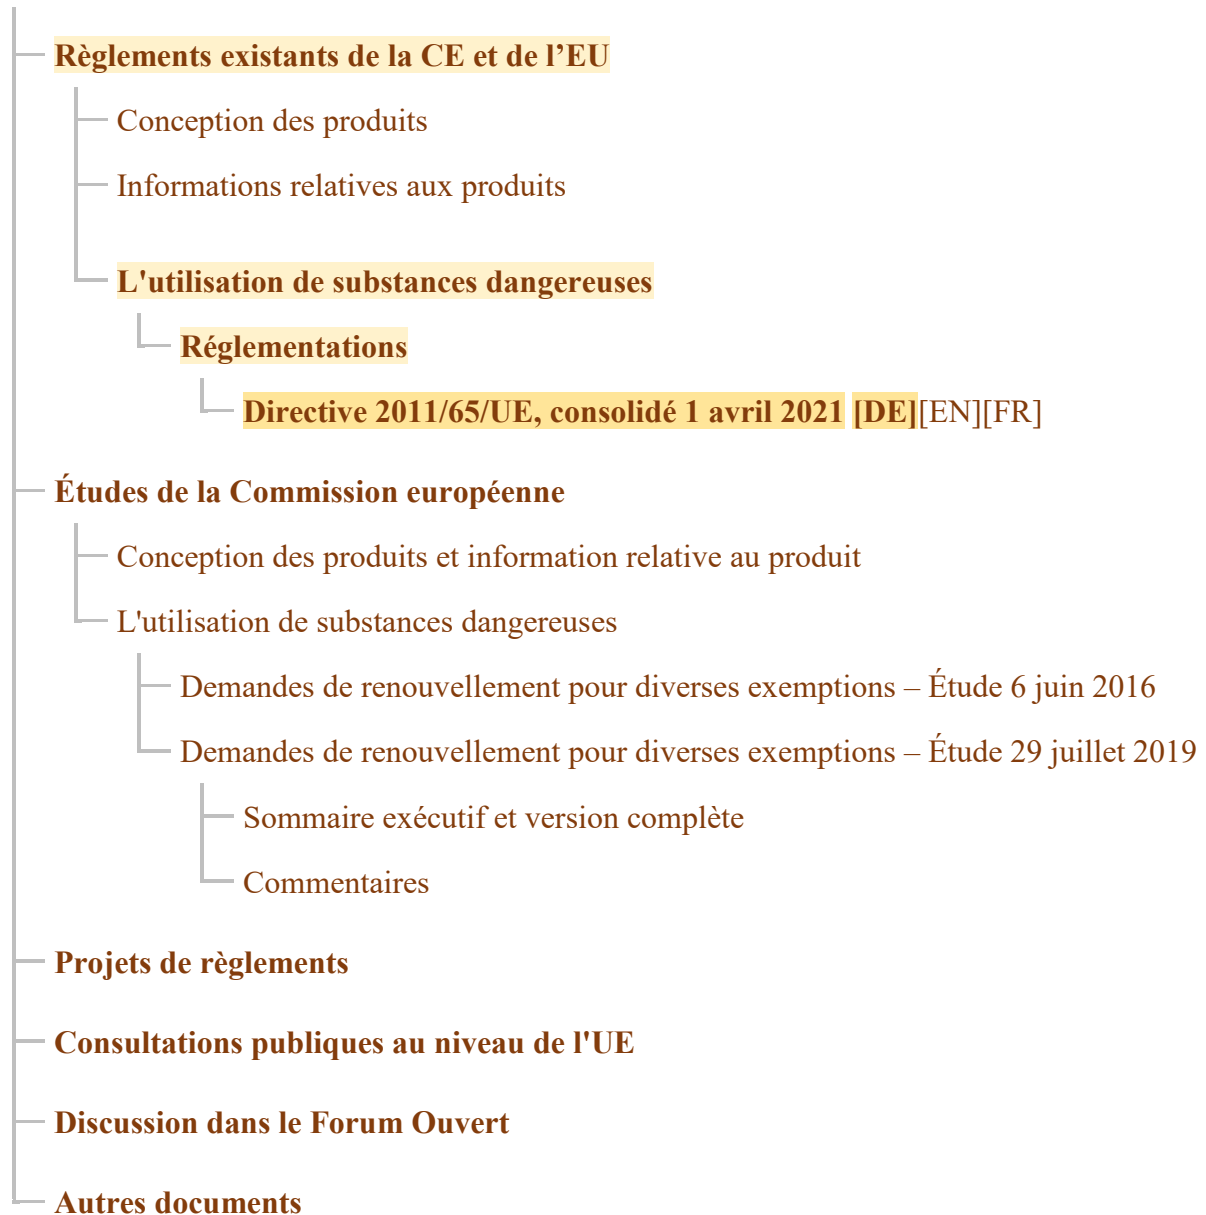 Règlements existants de la CE et de l’EU
Conception des produits
Informations relatives aux produits
L'utilisation de substances dangereuses
Réglementations
Directive 2011/65/UE, consolidé 1 avril 2021 [DE][EN][FR]
Études de la Commission européenne
Conception des produits et information relative au produit
L'utilisation de substances dangereuses
Demandes de renouvellement pour diverses exemptions – Étude 6 juin 2016
Demandes de renouvellement pour diverses exemptions – Étude 29 juillet 2019
Sommaire exécutif et version complète
Commentaires
Projets de règlements
Consultations publiques au niveau de l'UE
Discussion dans le Forum Ouvert
Autres documents